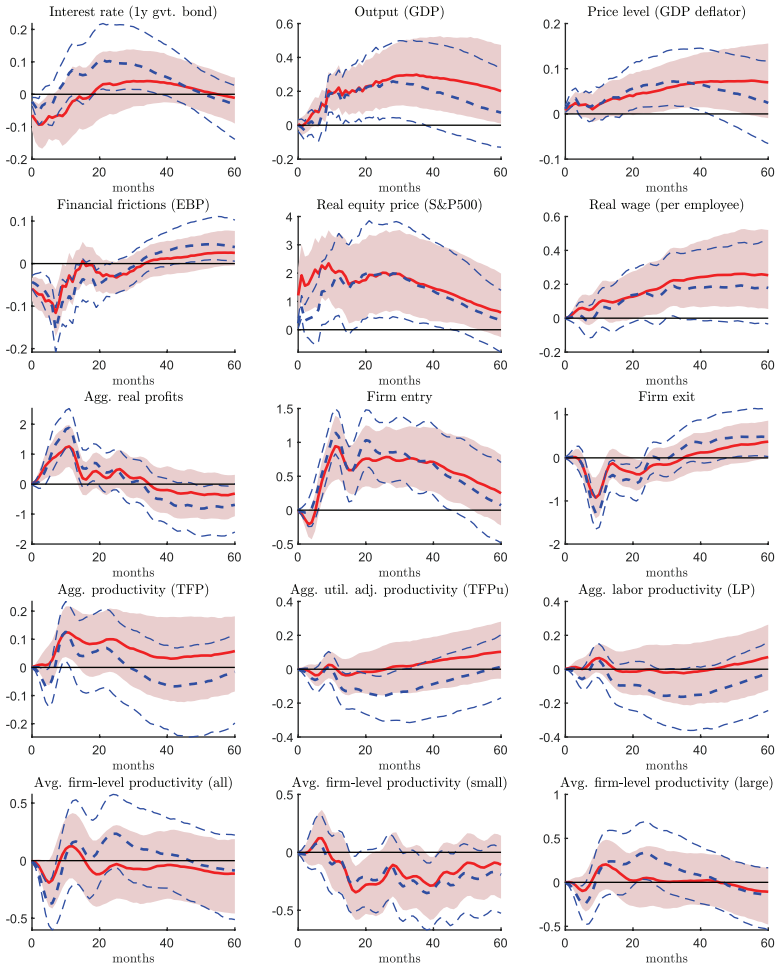 Interest rate (1y gvt. bond) Output (GDP) Price level (GDP deflator)
0.2 0.6 0.2
0.1 0.4 0.1
0 0.2 0
-0.1 0 -0.1
-0.2 -0.2
0 20 40 60 0 20 40 60 0 20 40 60
months months months
Financial frictions (EBP) Real equity price (S&P500) Real wage (per employee)
0.1 4 0.6
0 3 0.4
-0.1 2 0.2
-0.2 1 0
0 -0.2
0 20 40 60 0 20 40 60 0 20 40 60
months months months
Agg. real profits Firm entry Firm exit
2 1.5 1
1 1 0
0 0.5 -1
-1 0 -2
-2 -0.5
0 20 40 60 0 20 40 60 0 20 40 60
months months months
Agg. productivity (TFP) Agg. util. adj. productivity (TFPu) Agg. labor productivity (LP)
0.2 0.4 0.4
0.1 0.2 0.2
0 0 0
-0.1 -0.2 -0.2
-0.2 -0.4 -0.4
0 20 40 60 0 20 40 60 0 20 40 60
months months months
Avg. firm-level productivity (all) Avg. firm-level productivity (small) Avg. firm-level productivity (large)
0.5 0.5 1
0 0 0.5
-0.5 -0.5 0
-0.5
0 20 40 60 0 20 40 60 0 20 40 60
months months months